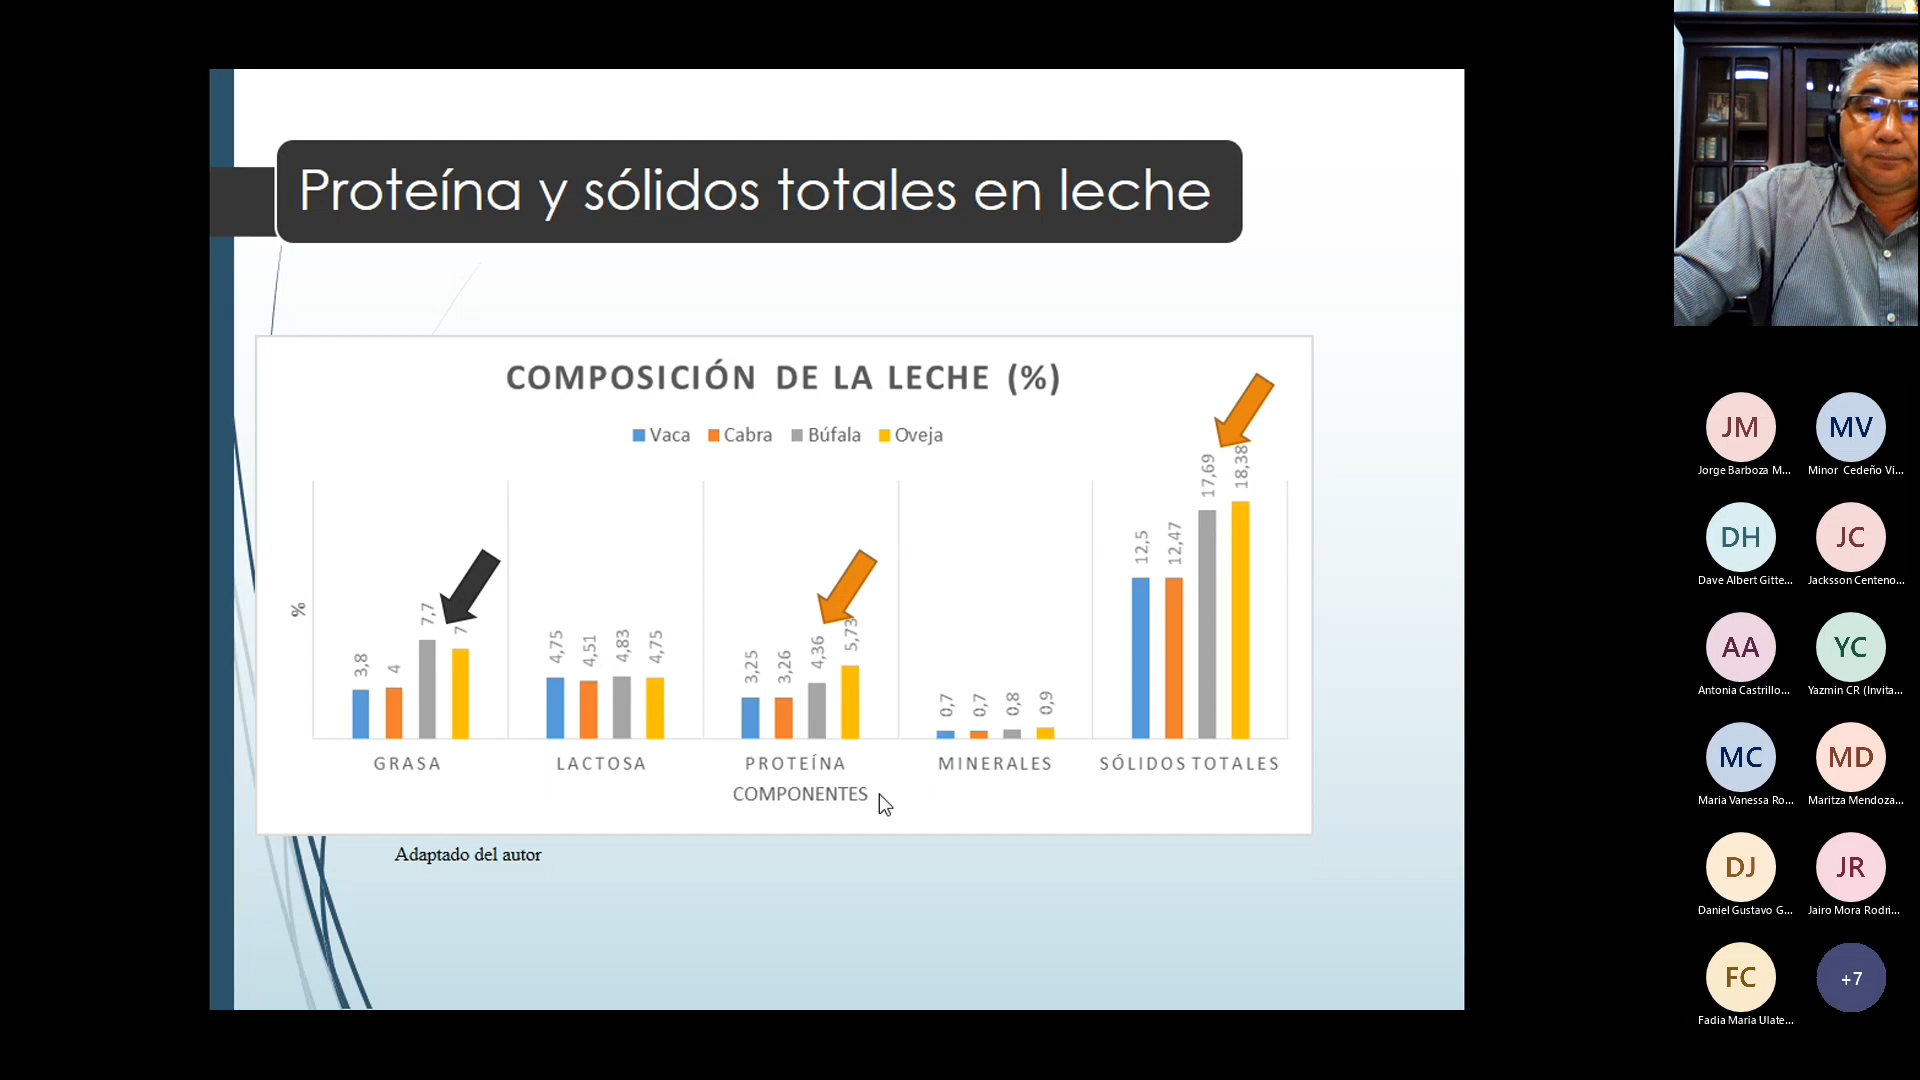 Proteína y sólidos totales en leche
COMPOSICIÓN DE LA LECHE (%)
Vaca Cabra Búfala Oveja
%
3,8 4 7,7 7
4,75 4,51 4,83 4,75
3,25 3,26 4,36 5,73
0,7 0,7 0,8 0,9
12,5 12,47 17,69 18,38
GRASA LACTOSA PROTEÍNA MINERALES SÓLIDOS TOTALES
COMPONENTES
Adaptado del autor
JM MV
Jorge Barboza M... Minor Cedeño Vi...
DH JC
Dave Albert Gitte... Jacksson Centeno...
AA YC
Antonia Castrillo... Yazmin CR (Invita...
MC MD
Maria Vanessa Ro... Maritza Mendoza...
DJ JR
Daniel Gustavo G... Jairo Mora Rodri...
FC +7
Fadia Maria Ulate...